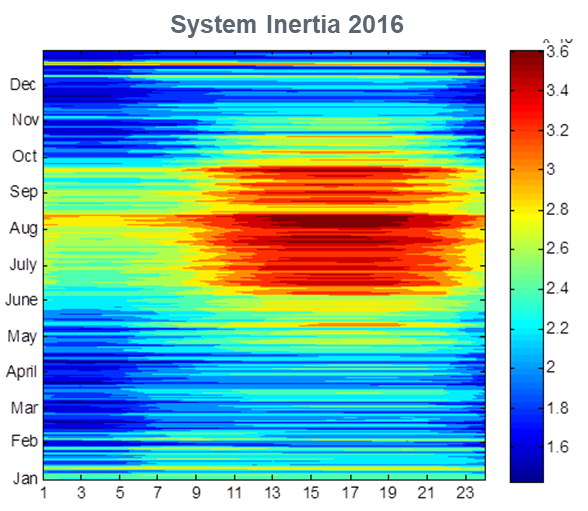 System Inertia 2016
Dec
Nov
Oct
Sep
Aug
July
June
May
April
Mar
Feb
Jan
1 3 5 7 9 11 13 15 17 19 21 23
3.6
3.4
3.2
3
2.8
2.6
2.4
2.2
2
1.8
1.6